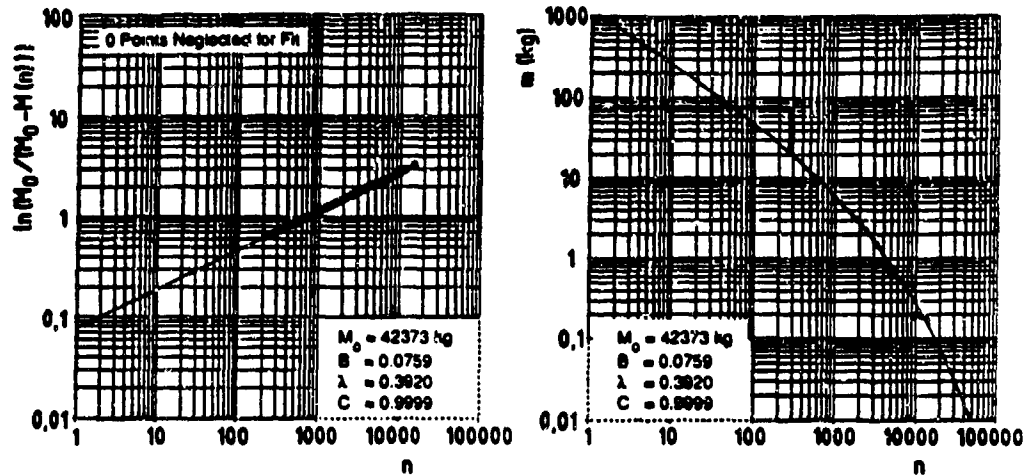 ln(M₀/(M₀-M(n)))
100
10
1
0,1
0,01
0 Points Neglected for Fit
M₀ = 42373 kg
B = 0.0759
λ = 0.3920
C = 0.9999
1 10 100 1000 10000 100000
n
m (kg)
1000
100
10
1
0,1
0,01
M₀ = 42373 kg
B = 0.0759
λ = 0.3920
C = 0.9999
1 10 100 1000 10000 100000
n